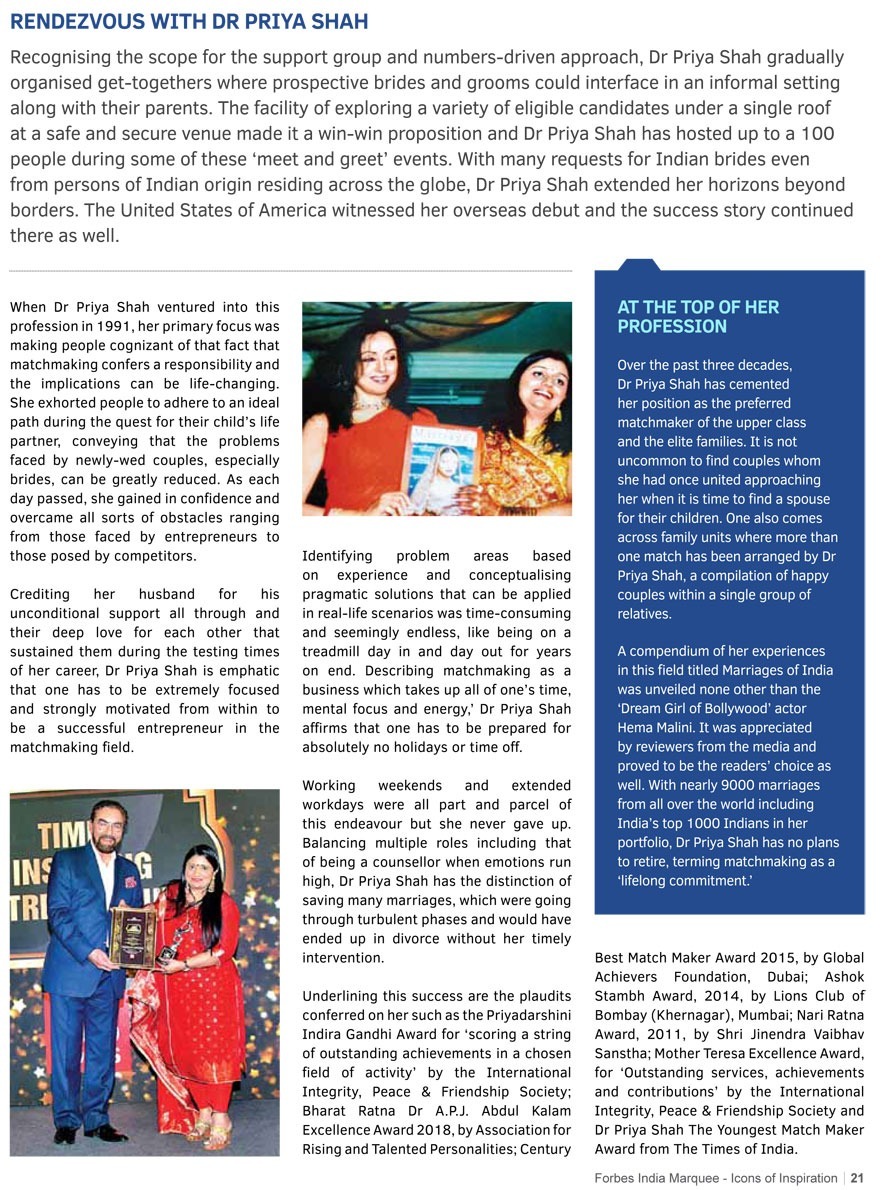 RENDEZVOUS WITH DR PRIYA SHAH
Recognising the scope for the support group and numbers-driven approach, Dr Priya Shah gradually
organised get-togethers where prospective brides and grooms could interface in an informal setting
along with their parents. The facility of exploring a variety of eligible candidates under a single roof
at a safe and secure venue made it a win-win proposition and Dr Priya Shah has hosted up to a 100
people during some of these ‘meet and greet’ events. With many requests for Indian brides even
from persons of Indian origin residing across the globe, Dr Priya Shah extended her horizons beyond
borders. The United States of America witnessed her overseas debut and the success story continued
there as well.
When Dr Priya Shah ventured into this
profession in 1991, her primary focus was
making people cognizant of that fact that
matchmaking confers a responsibility and
the implications can be life-changing.
She exhorted people to adhere to an ideal
path during the quest for their child’s life
partner, conveying that the problems
faced by newly-wed couples, especially
brides, can be greatly reduced. As each
day passed, she gained in confidence and
overcame all sorts of obstacles ranging
from those faced by entrepreneurs to
those posed by competitors.
Crediting her husband for his
unconditional support all through and
their deep love for each other that
sustained them during the testing times
of her career, Dr Priya Shah is emphatic
that one has to be extremely focused
and strongly motivated from within to
be a successful entrepreneur in the
matchmaking field.
Identifying problem areas based
on experience and conceptualising
pragmatic solutions that can be applied
in real-life scenarios was time-consuming
and seemingly endless, like being on a
treadmill day in and day out for years
on end. Describing matchmaking as a
business which takes up all of one’s time,
mental focus and energy,’ Dr Priya Shah
affirms that one has to be prepared for
absolutely no holidays or time off.
Working weekends and extended
workdays were all part and parcel of
this endeavour but she never gave up.
Balancing multiple roles including that
of being a counsellor when emotions run
high, Dr Priya Shah has the distinction of
saving many marriages, which were going
through turbulent phases and would have
ended up in divorce without her timely
intervention.
Underlining this success are the plaudits
conferred on her such as the Priyadarshini
Indira Gandhi Award for ‘scoring a string
of outstanding achievements in a chosen
field of activity’ by the International
Integrity, Peace & Friendship Society;
Bharat Ratna Dr A.P.J. Abdul Kalam
Excellence Award 2018, by Association for
Rising and Talented Personalities; Century
AT THE TOP OF HER
PROFESSION
Over the past three decades,
Dr Priya Shah has cemented
her position as the preferred
matchmaker of the upper class
and the elite families. It is not
uncommon to find couples whom
she had once united approaching
her when it is time to find a spouse
for their children. One also comes
across family units where more than
one match has been arranged by Dr
Priya Shah, a compilation of happy
couples within a single group of
relatives.
A compendium of her experiences
in this field titled Marriages of India
was unveiled none other than the
‘Dream Girl of Bollywood’ actor
Hema Malini. It was appreciated
by reviewers from the media and
proved to be the readers’ choice as
well. With nearly 9000 marriages
from all over the world including
India’s top 1000 Indians in her
portfolio, Dr Priya Shah has no plans
to retire, terming matchmaking as a
‘lifelong commitment.’
Best Match Maker Award 2015, by Global
Achievers Foundation, Dubai; Ashok
Stambh Award, 2014, by Lions Club of
Bombay (Khernagar), Mumbai; Nari Ratna
Award, 2011, by Shri Jinendra Vaibhav
Sanstha; Mother Teresa Excellence Award,
for ‘Outstanding services, achievements
and contributions’ by the International
Integrity, Peace & Friendship Society and
Dr Priya Shah The Youngest Match Maker
Award from The Times of India.
Forbes India Marquee - Icons of Inspiration | 21